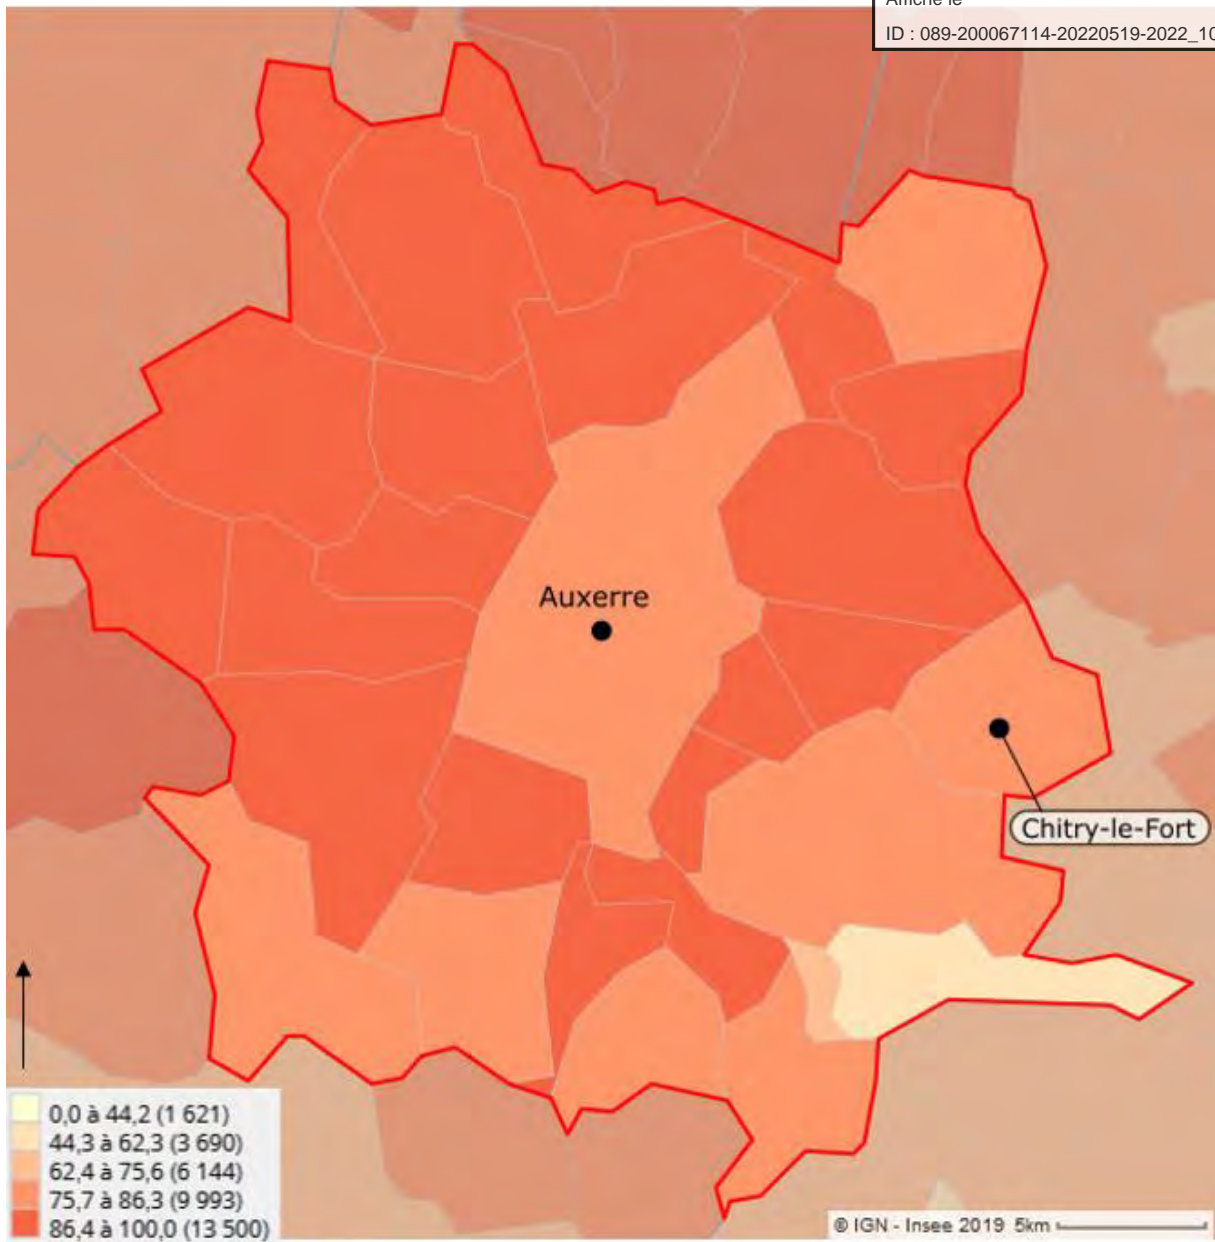 Affiché le
ID : 089-200067114-20220519-2022_10
Auxerre
Chitry-le-Fort
0,0 à 44,2 (1 621)
44,3 à 62,3 (3 690)
62,4 à 75,6 (6 144)
75,7 à 86,3 (9 993)
86,4 à 100,0 (13 500)
© IGN - Insee 2019 5km